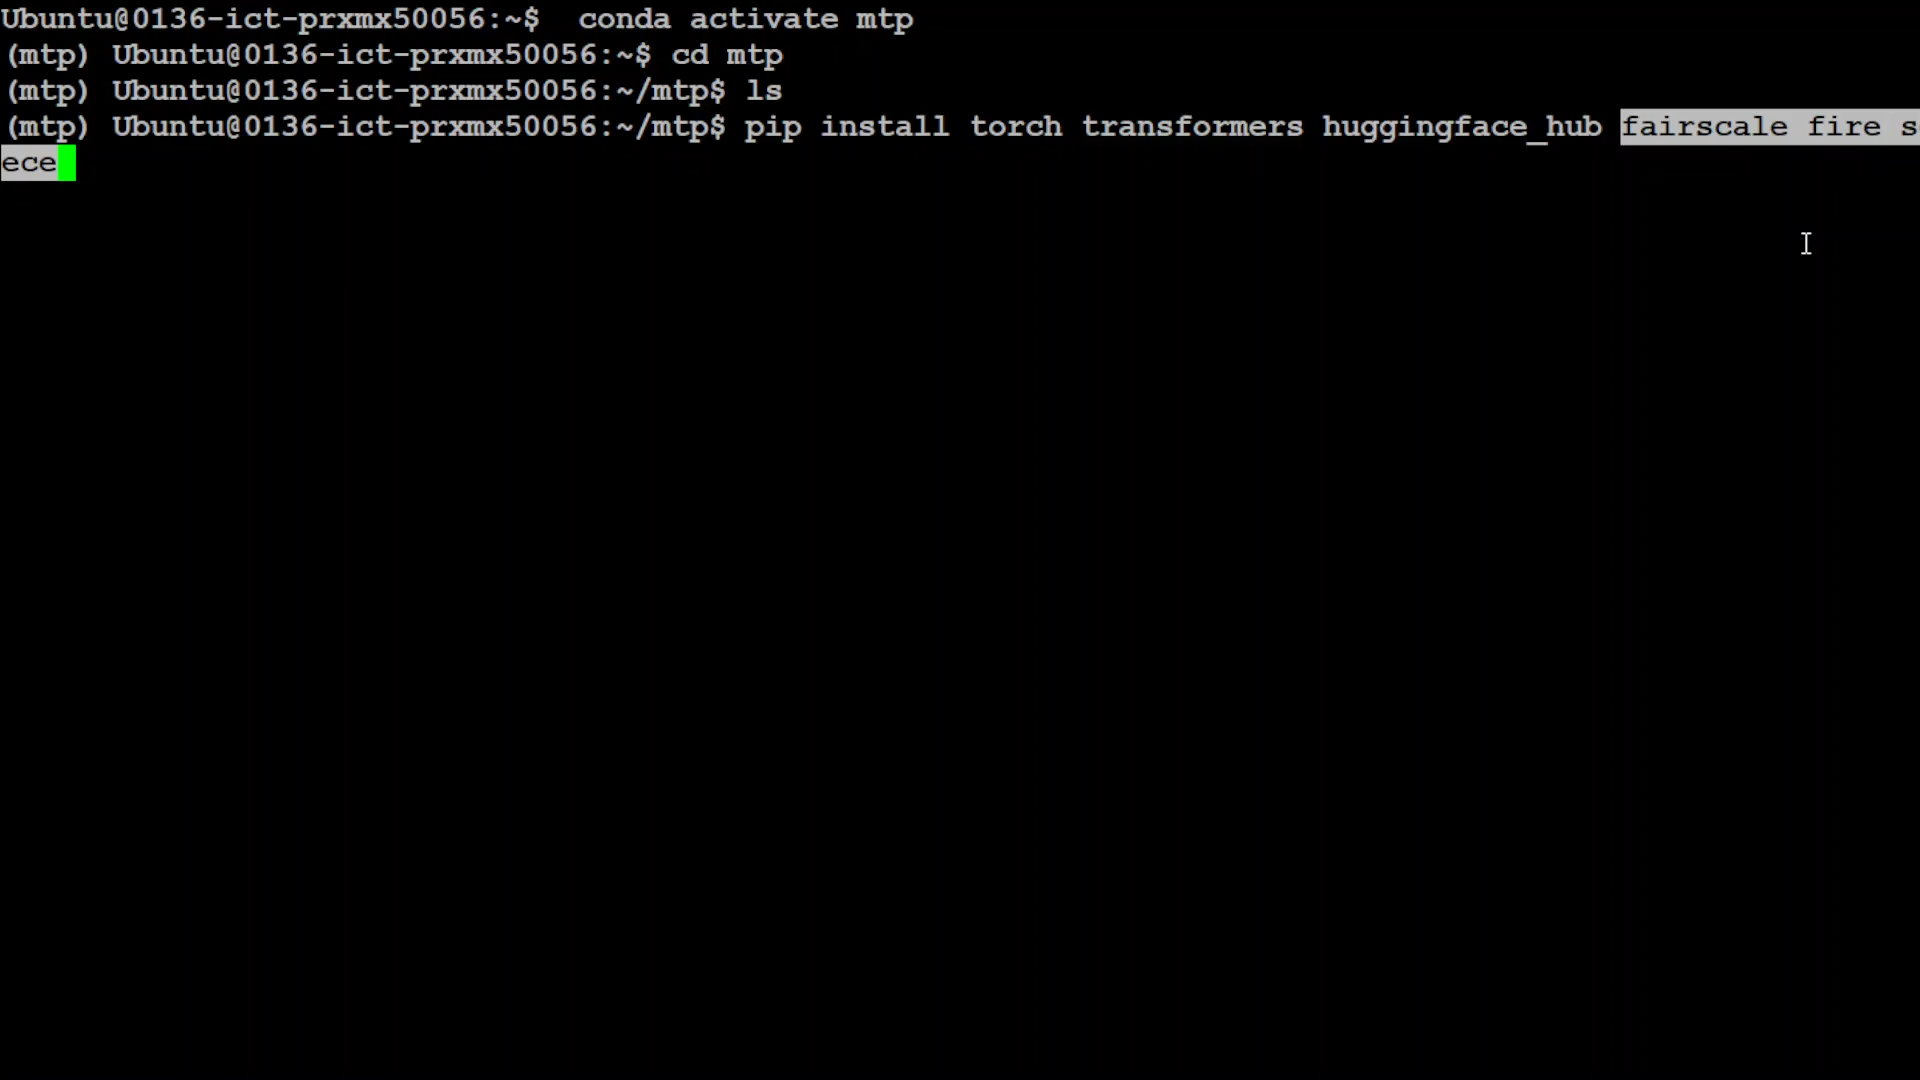 Ubuntu@0136-ict-prxmx50056:~$  conda activate mtp
(mtp) Ubuntu@0136-ict-prxmx50056:~$ cd mtp
(mtp) Ubuntu@0136-ict-prxmx50056:~/mtp$ ls
(mtp) Ubuntu@0136-ict-prxmx50056:~/mtp$ pip install torch transformers huggingface_hub fairscale fire s
ece